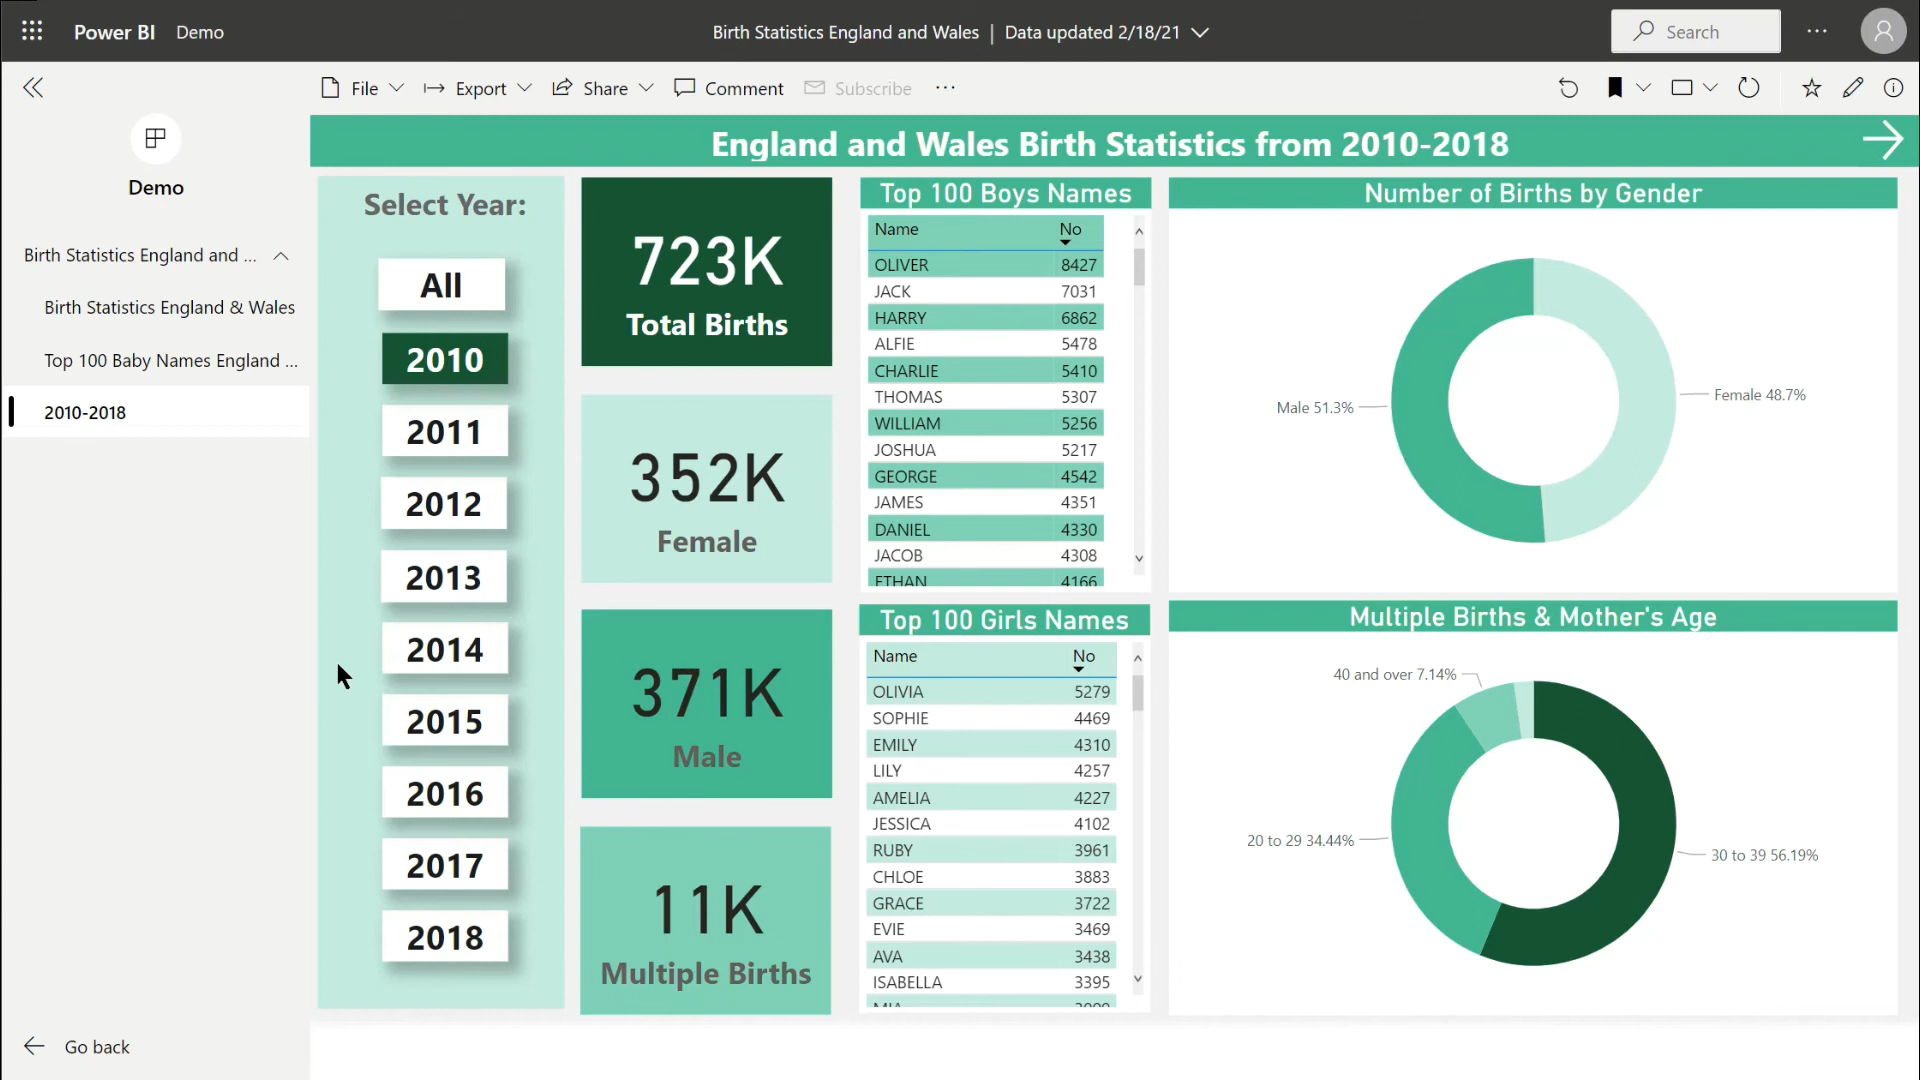 Power BI Demo
Birth Statistics England and Wales | Data updated 2/18/21
Search
File Export Share Comment Subscribe
Demo
Birth Statistics England and ...
Birth Statistics England & Wales
Top 100 Baby Names England ...
2010-2018
Go back
England and Wales Birth Statistics from 2010-2018
Select Year:
All
2010
2011
2012
2013
2014
2015
2016
2017
2018
723K
Total Births
352K
Female
371K
Male
11K
Multiple Births
Top 100 Boys Names
Name No
OLIVER 8427
JACK 7031
HARRY 6862
ALFIE 5478
CHARLIE 5410
THOMAS 5307
WILLIAM 5256
JOSHUA 5217
GEORGE 4542
JAMES 4351
DANIEL 4330
JACOB 4308
ETHAN 4166
Top 100 Girls Names
Name No
OLIVIA 5279
SOPHIE 4469
EMILY 4310
LILY 4257
AMELIA 4227
JESSICA 4102
RUBY 3961
CHLOE 3883
GRACE 3722
EVIE 3469
AVA 3438
ISABELLA 3395
MIA
Number of Births by Gender
Male 51.3%
Female 48.7%
Multiple Births & Mother's Age
40 and over 7.14%
20 to 29 34.44%
30 to 39 56.19%